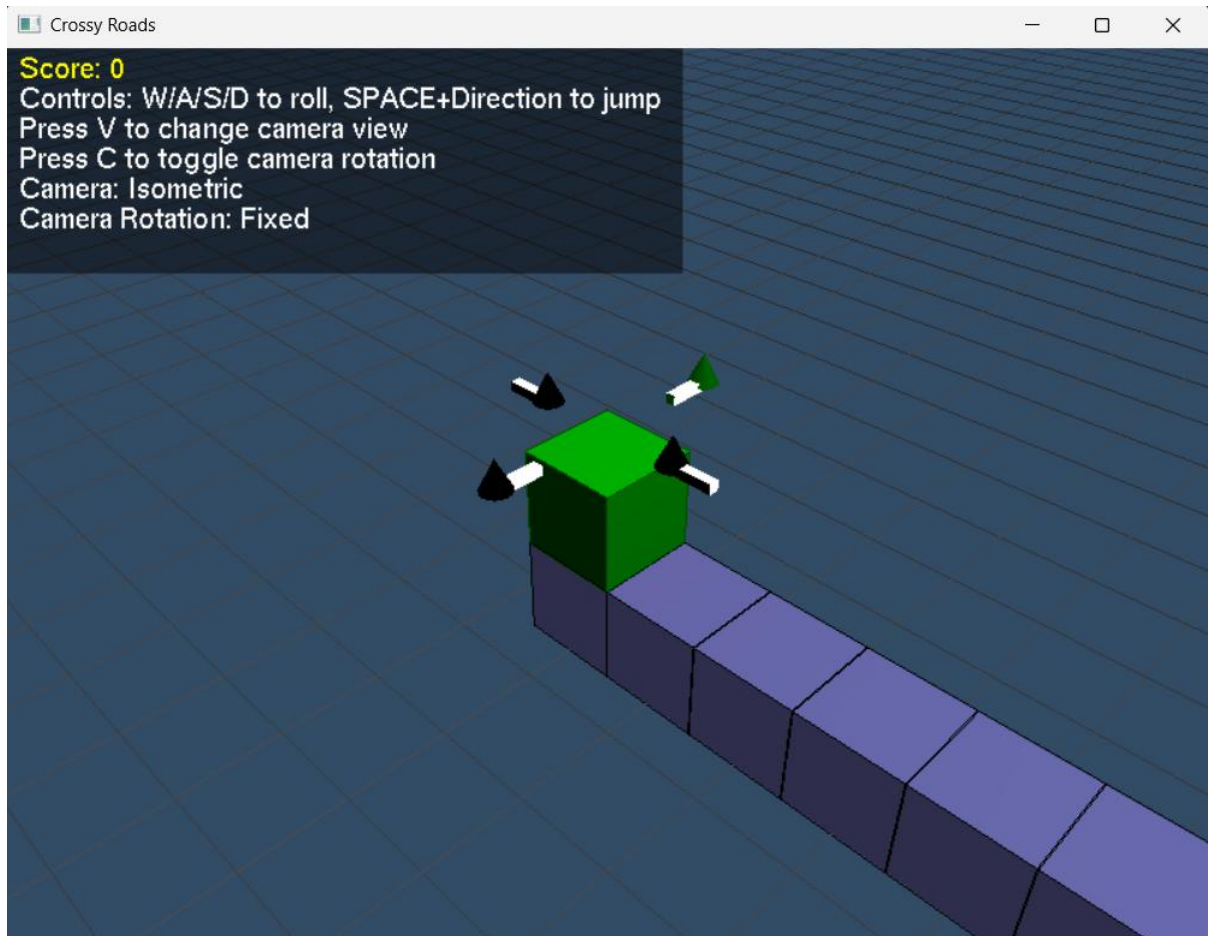 Crossy Roads
Score: 0
Controls: W/A/S/D to roll, SPACE+Direction to jump
Press V to change camera view
Press C to toggle camera rotation
Camera: Isometric
Camera Rotation: Fixed